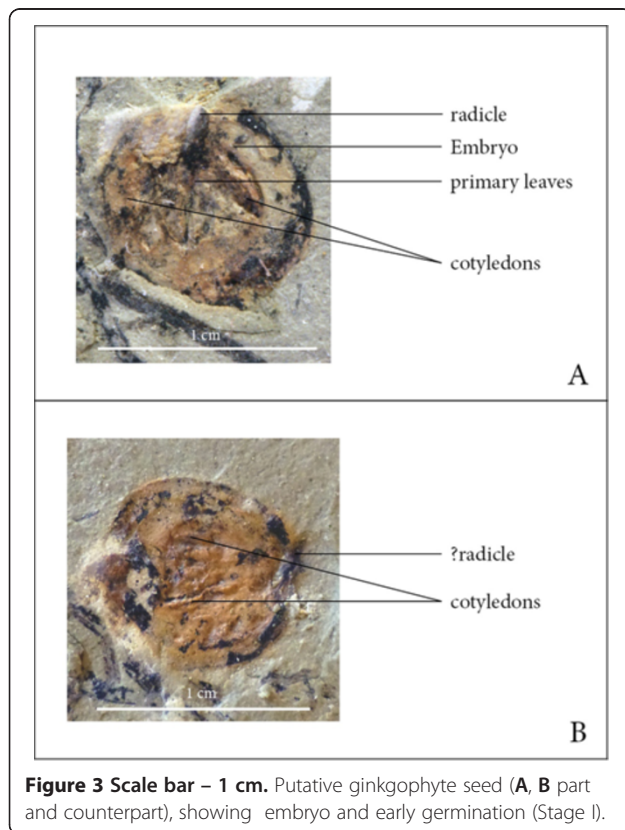 radicle
Embryo
primary leaves
cotyledons
1 cm
A
?radicle
cotyledons
1 cm
B
Figure 3 Scale bar – 1 cm. Putative ginkgophyte seed (A, B part
and counterpart), showing embryo and early germination (Stage I).